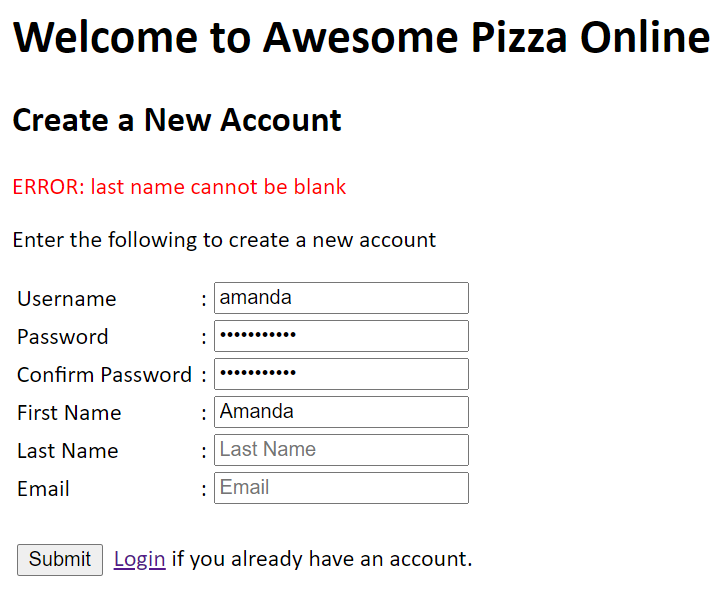 Welcome to Awesome Pizza Online
Create a New Account
ERROR: last name cannot be blank
Enter the following to create a new account
Username : amanda
Password : •••••••••••
Confirm Password : •••••••••••
First Name : Amanda
Last Name : Last Name
Email : Email
Submit Login if you already have an account.